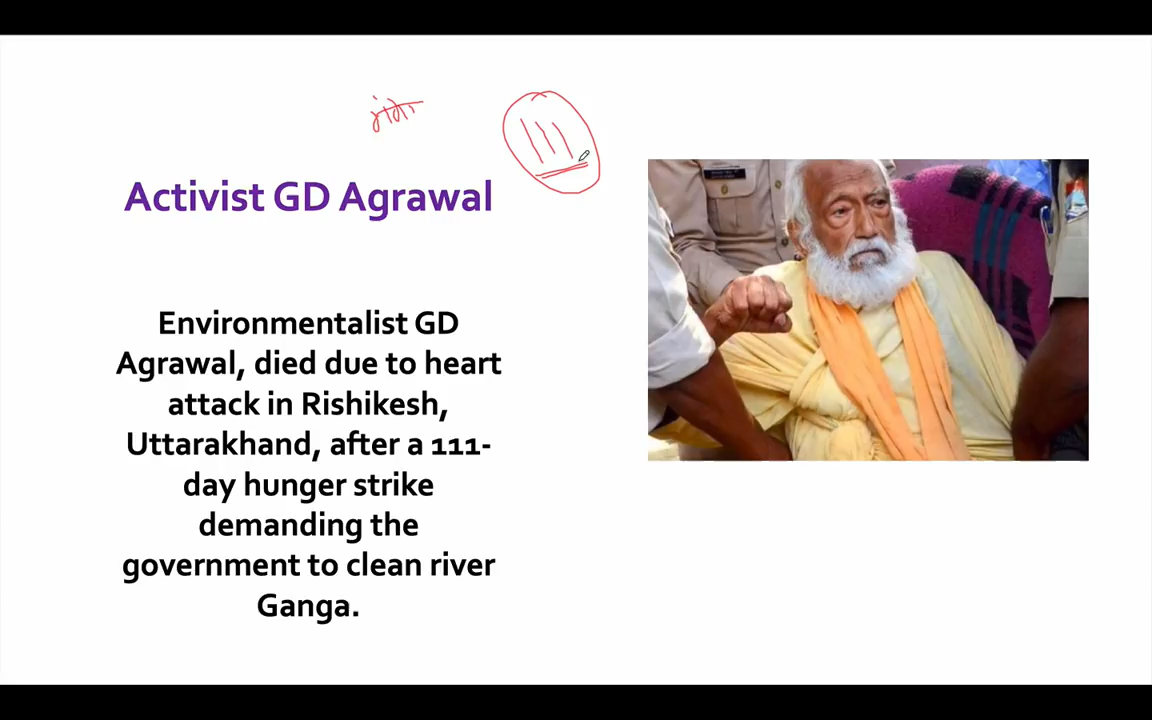 111
Activist GD Agrawal
Environmentalist GD
Agrawal, died due to heart
attack in Rishikesh,
Uttarakhand, after a 111-
day hunger strike
demanding the
government to clean river
Ganga.